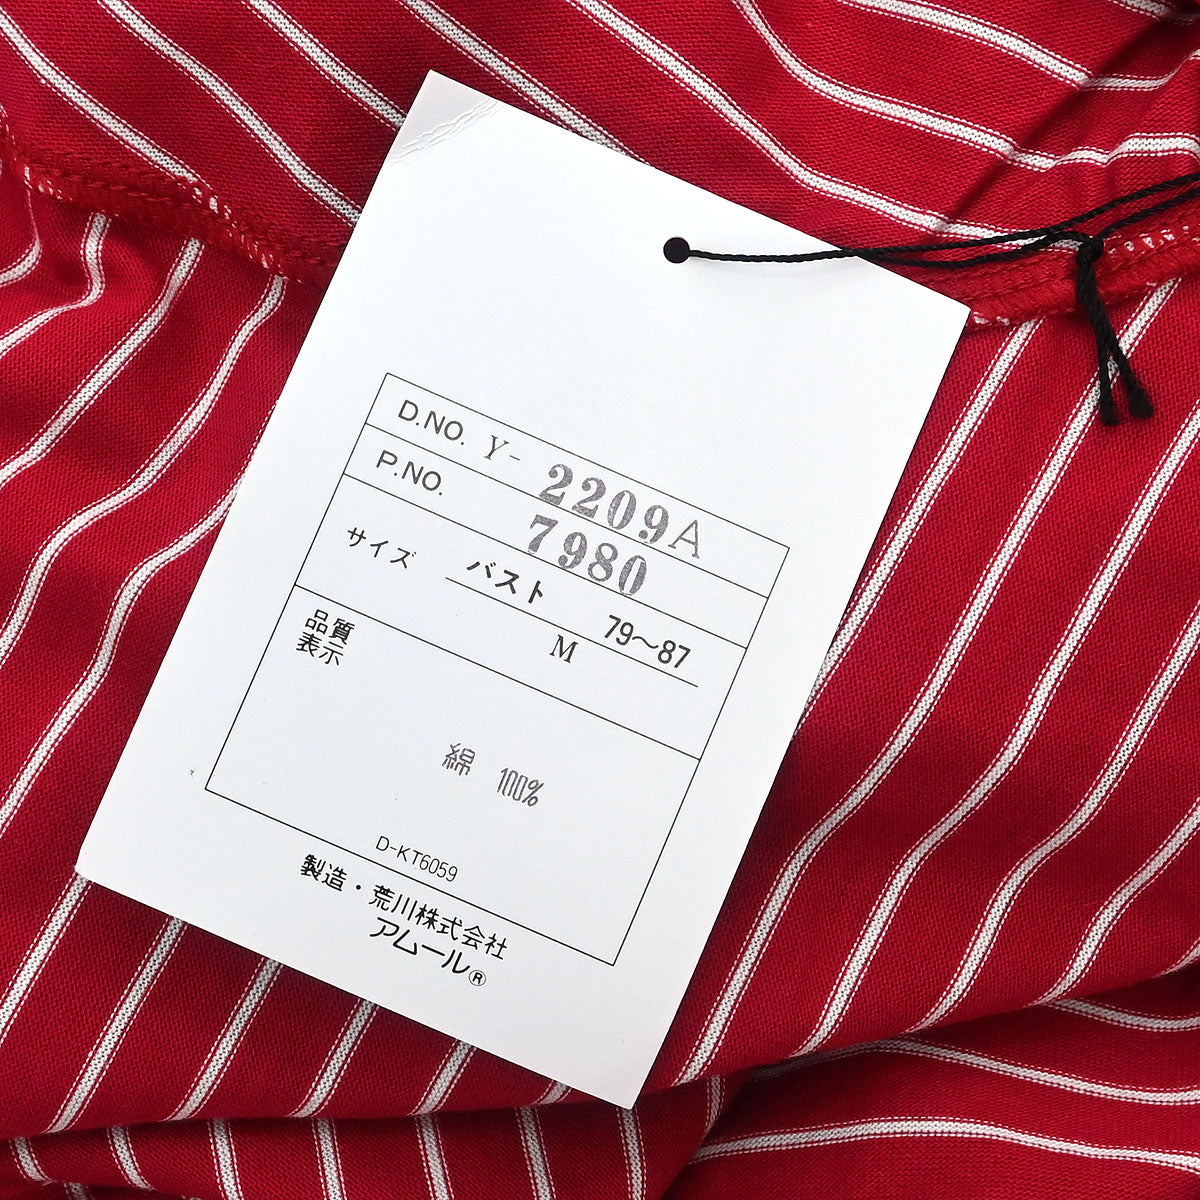 D.NO. Y- 2209A
P.NO. 7980
サイズ バスト 79〜87
M
品質
表示
綿 100%
D-KT6059
製造・荒川株式会社
アムール®